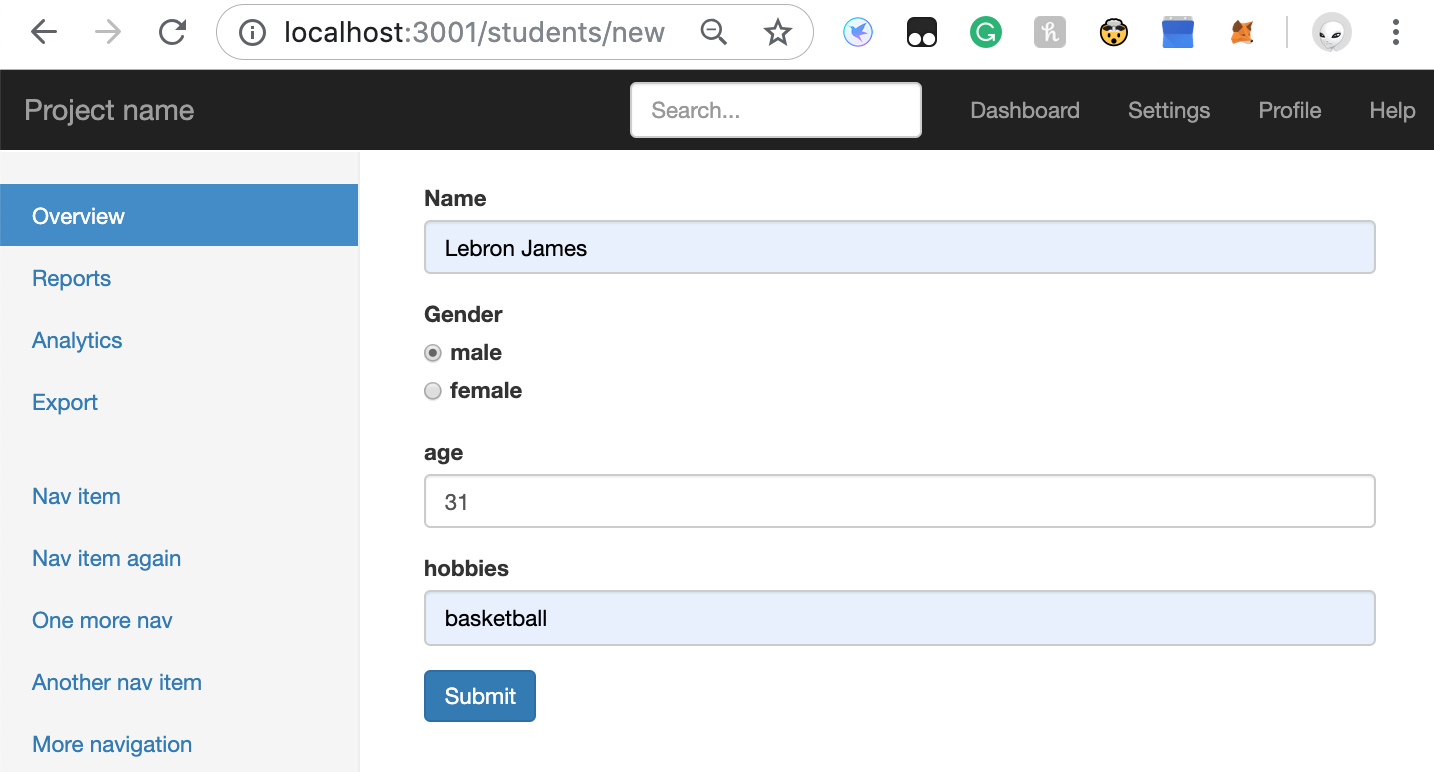 localhost:3001/students/new
Project name
Search...
Dashboard
Settings
Profile
Help
Overview
Reports
Analytics
Export
Nav item
Nav item again
One more nav
Another nav item
More navigation
Name
Lebron James
Gender
male
female
age
31
hobbies
basketball
Submit